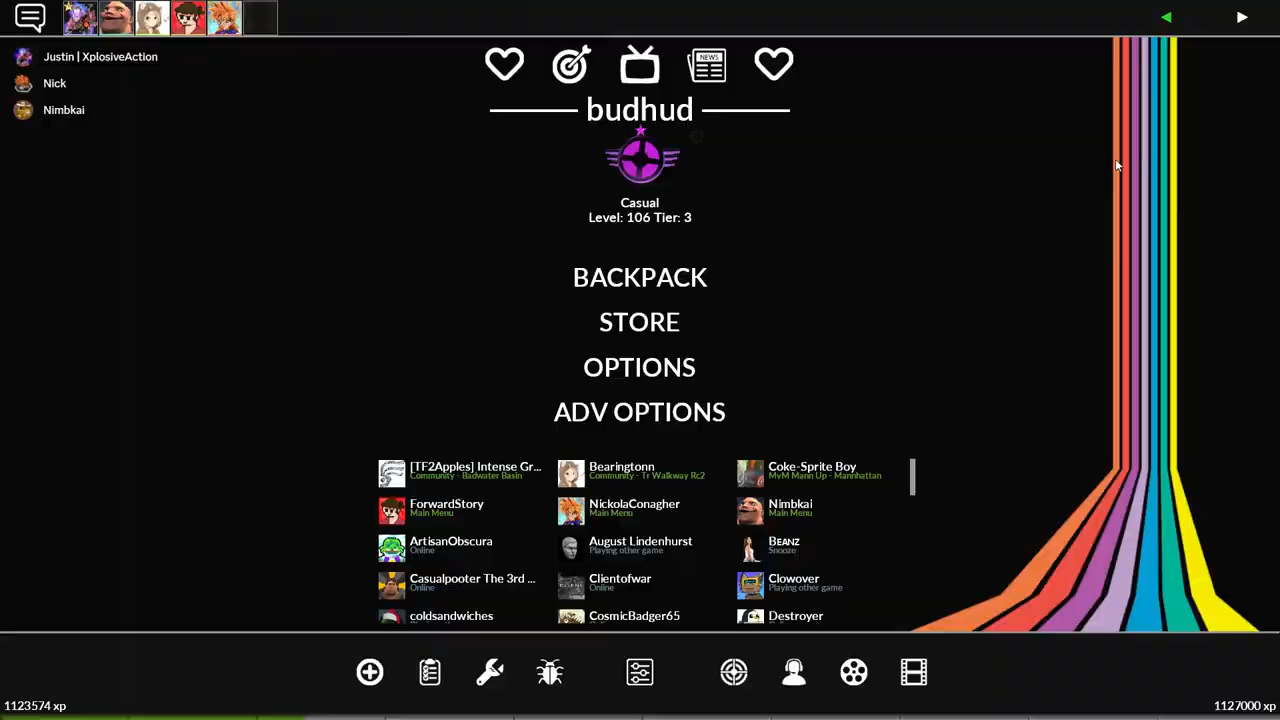 Justin | XplosiveAction
Nick
Nimbkai
NEWS
budhud
Casual
Level: 106 Tier: 3
BACKPACK
STORE
OPTIONS
ADV OPTIONS
[TF2Apples] Intense Gr...
Community - Badwater Basin
Bearingtonn
Community - Tr Walkway Rc2
Coke-Sprite Boy
MvM Mann Up - Mannhattan
ForwardStory
Main Menu
NickolaConagher
Main Menu
Nimbkai
Main Menu
ArtisanObscura
Online
August Lindenhurst
Playing other game
Beanz
Snooze
Casualpooter The 3rd ...
Online
Clientofwar
Online
Clowover
Playing other game
coldsandwiches
CosmicBadger65
Destroyer
1123574 xp
1127000 xp